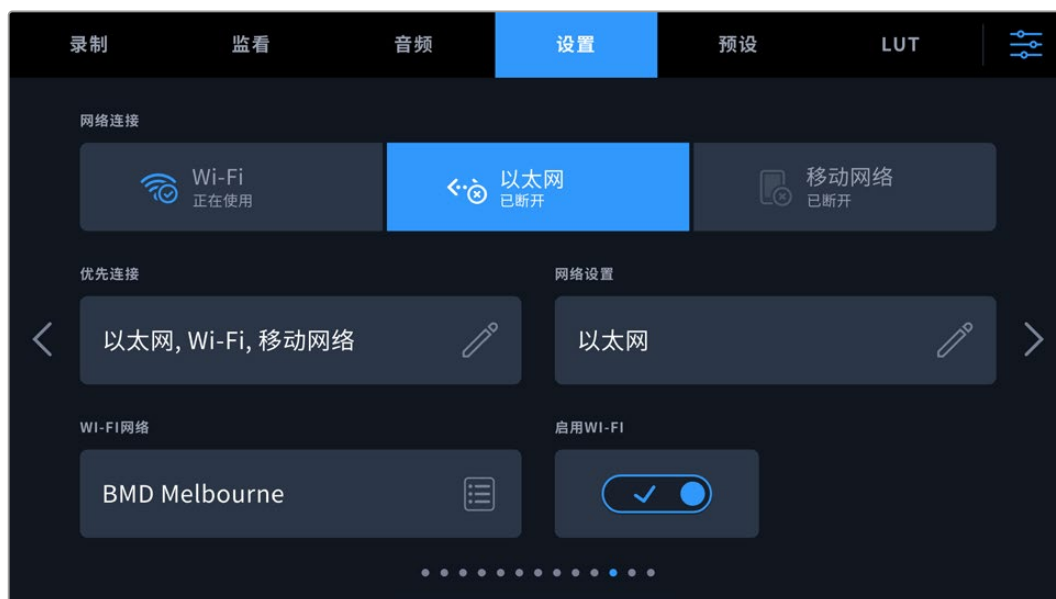 录制 监看 音频 设置 预设 LUT
网络连接
Wi-Fi 以太网 移动网络
正在使用 已断开 已断开
优先连接 网络设置
以太网, Wi-Fi, 移动网络 以太网
WI-FI网络 启用WI-FI
BMD Melbourne